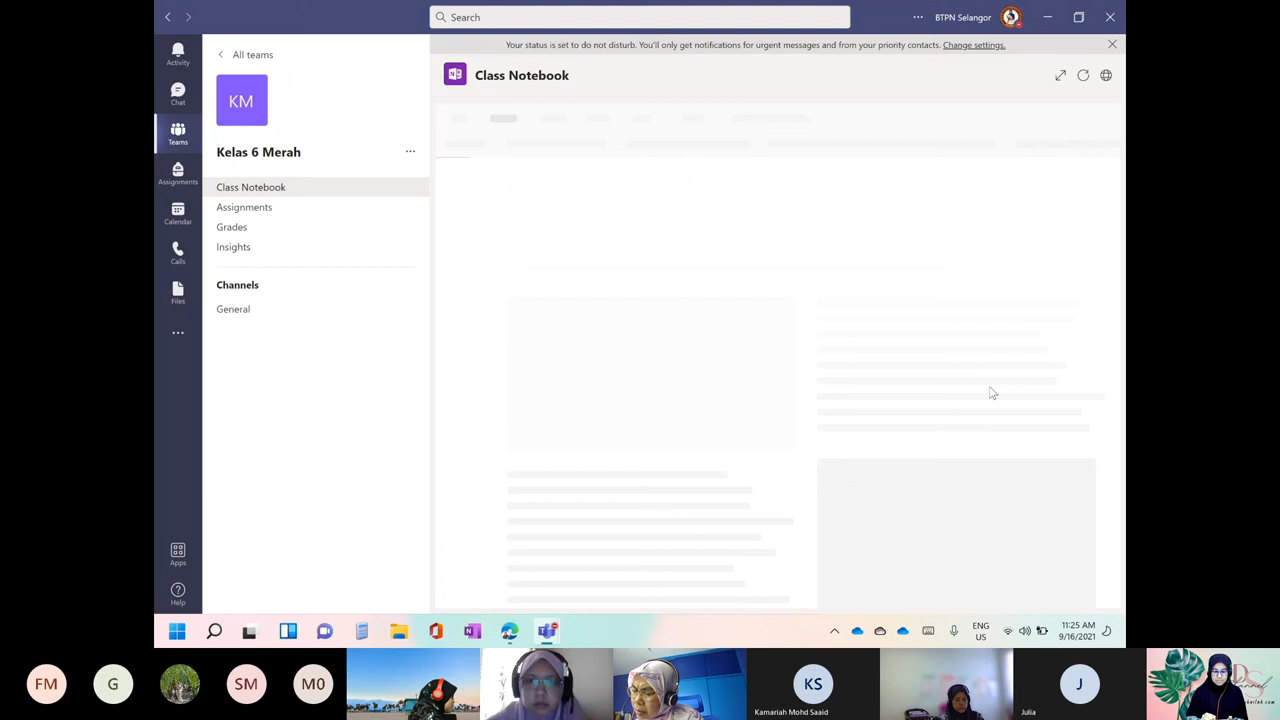 Search
BTPN Selangor
Your status is set to do not disturb. You'll only get notifications for urgent messages and from your priority contacts. Change settings.
Activity
Chat
Teams
Assignments
Calendar
Calls
Files
Apps
Help
All teams
KM
Kelas 6 Merah
Class Notebook
Assignments
Grades
Insights
Channels
General
Class Notebook
ENG
US
11:25 AM
9/16/2021
FM
G
SM
M0
KS
Kamariah Mohd Saaid
J
Julia